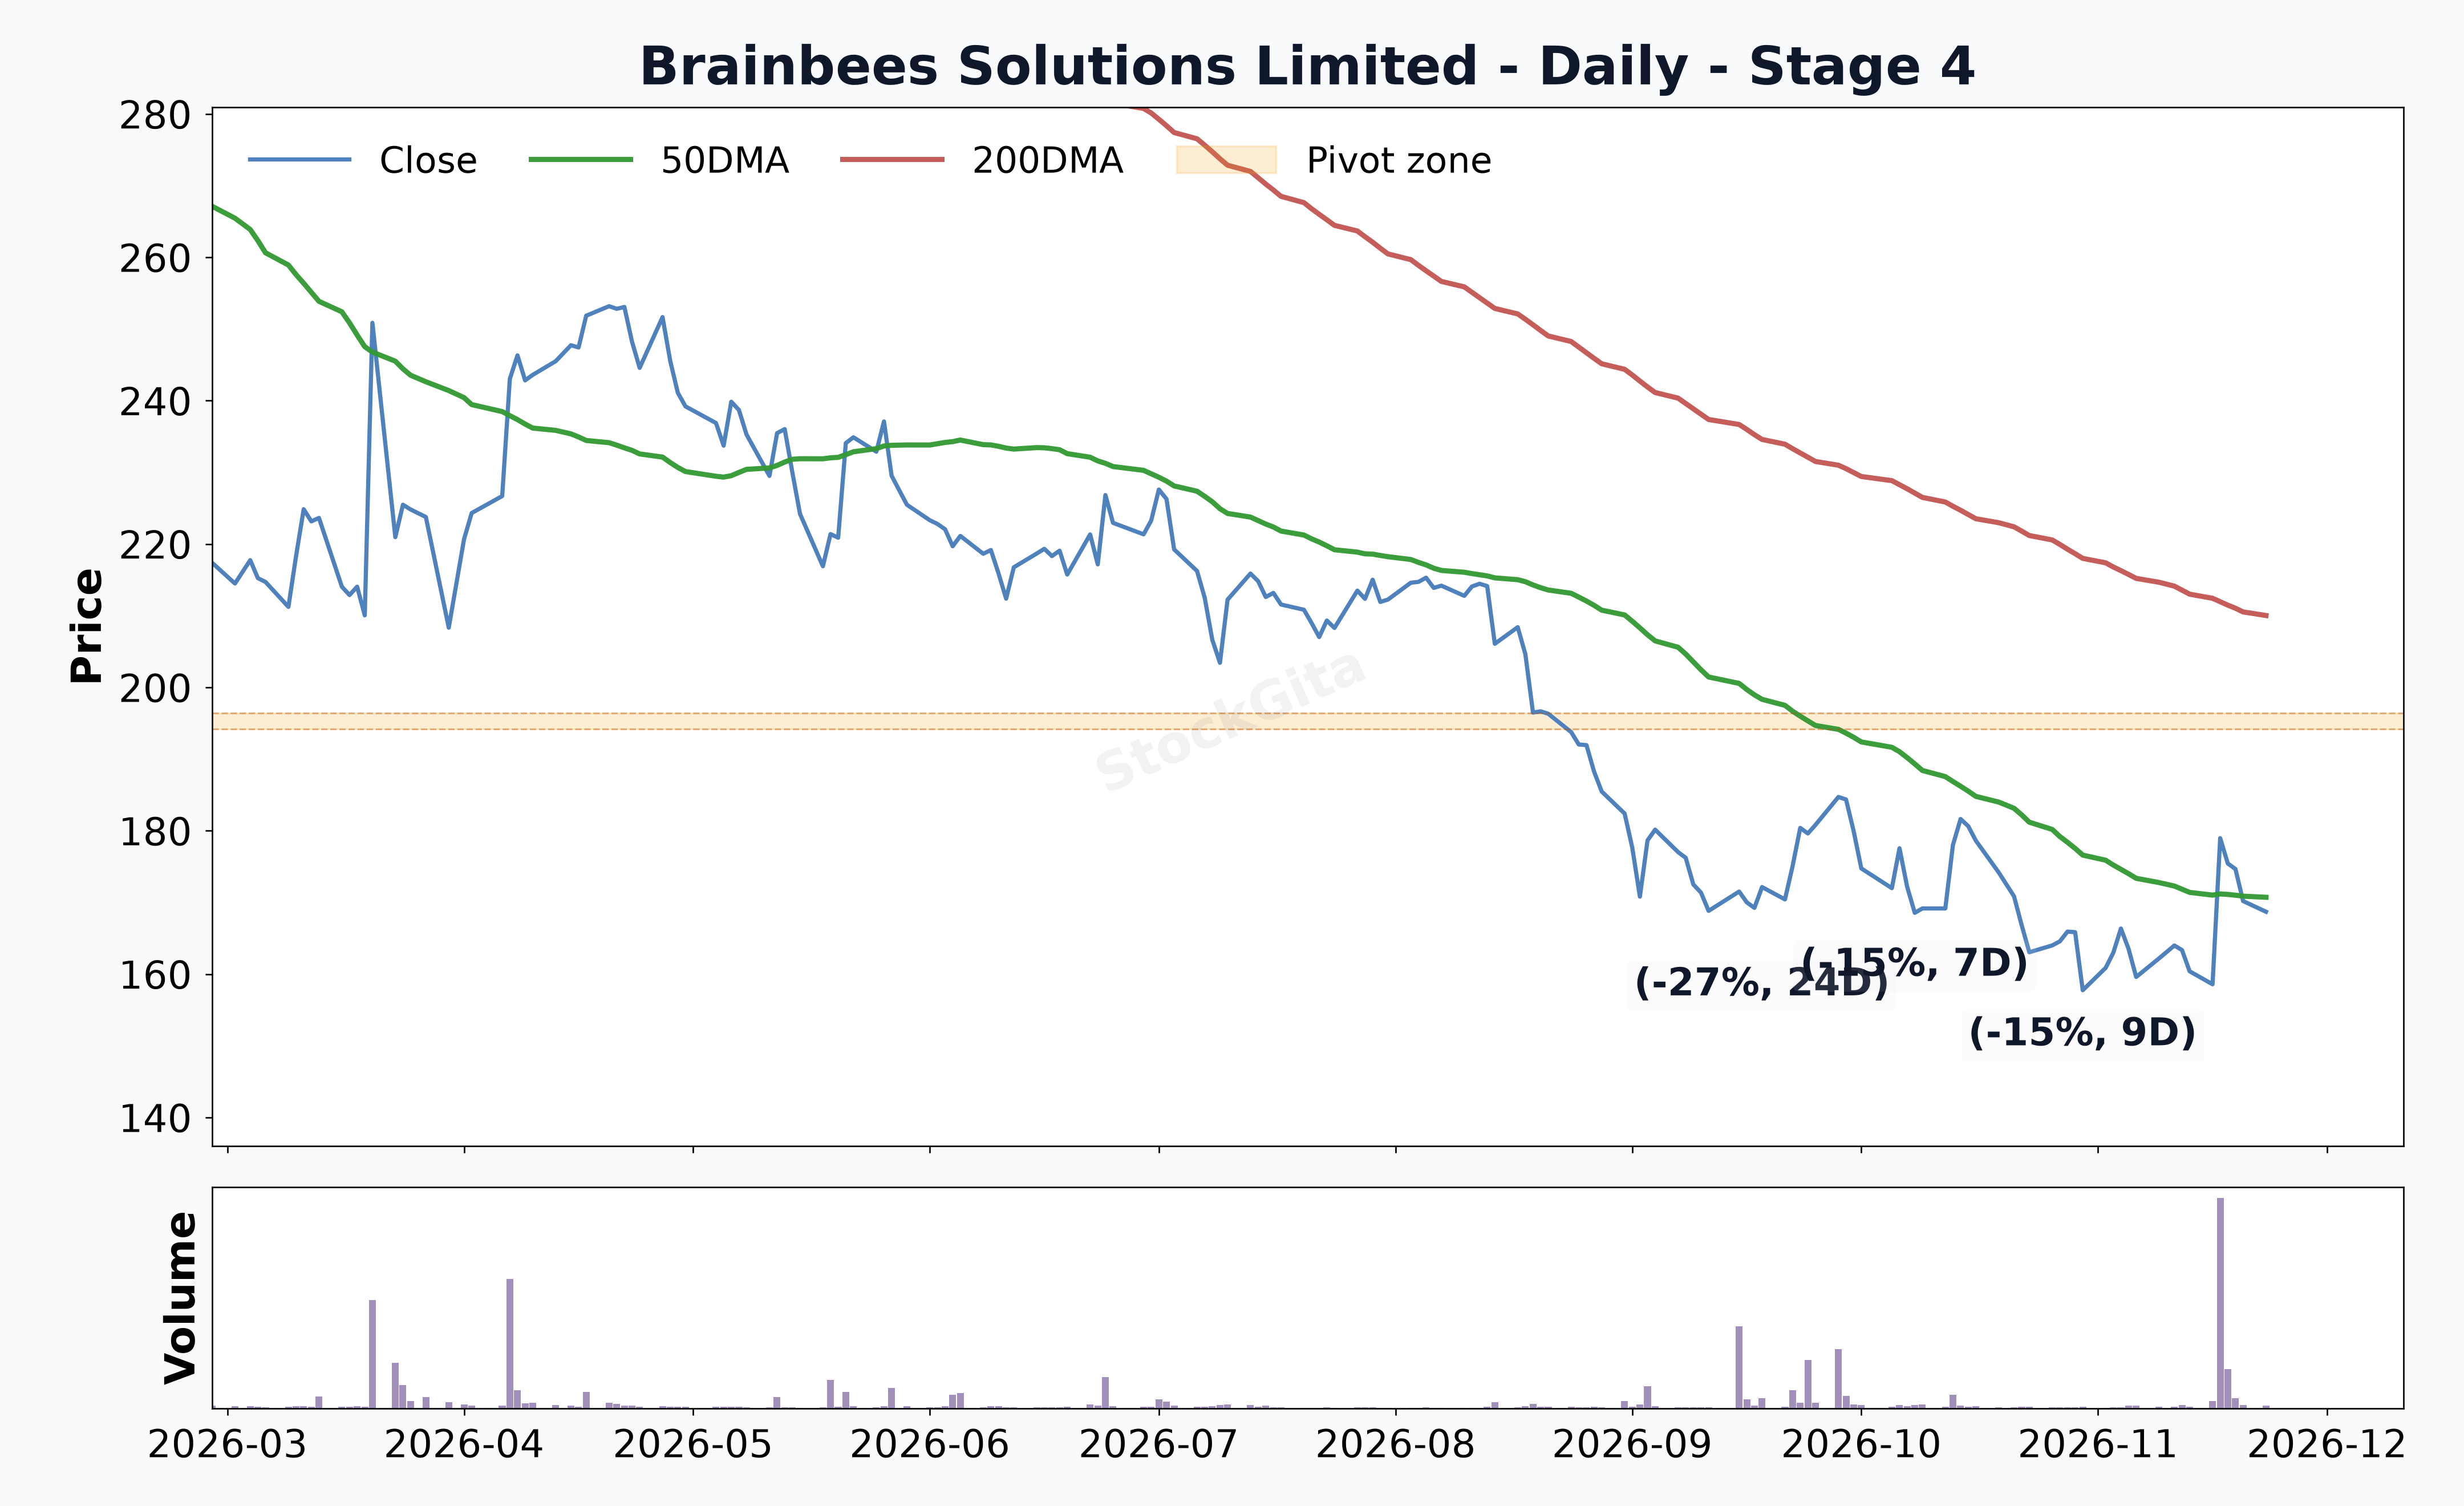 Brainbees Solutions Limited - Daily - Stage 4
Close
50DMA
200DMA
Pivot zone
Price
280
260
240
220
200
180
160
140
StockGita
(-27%, 24D)
(-15%, 7D)
(-15%, 9D)
Volume
2026-03
2026-04
2026-05
2026-06
2026-07
2026-08
2026-09
2026-10
2026-11
2026-12